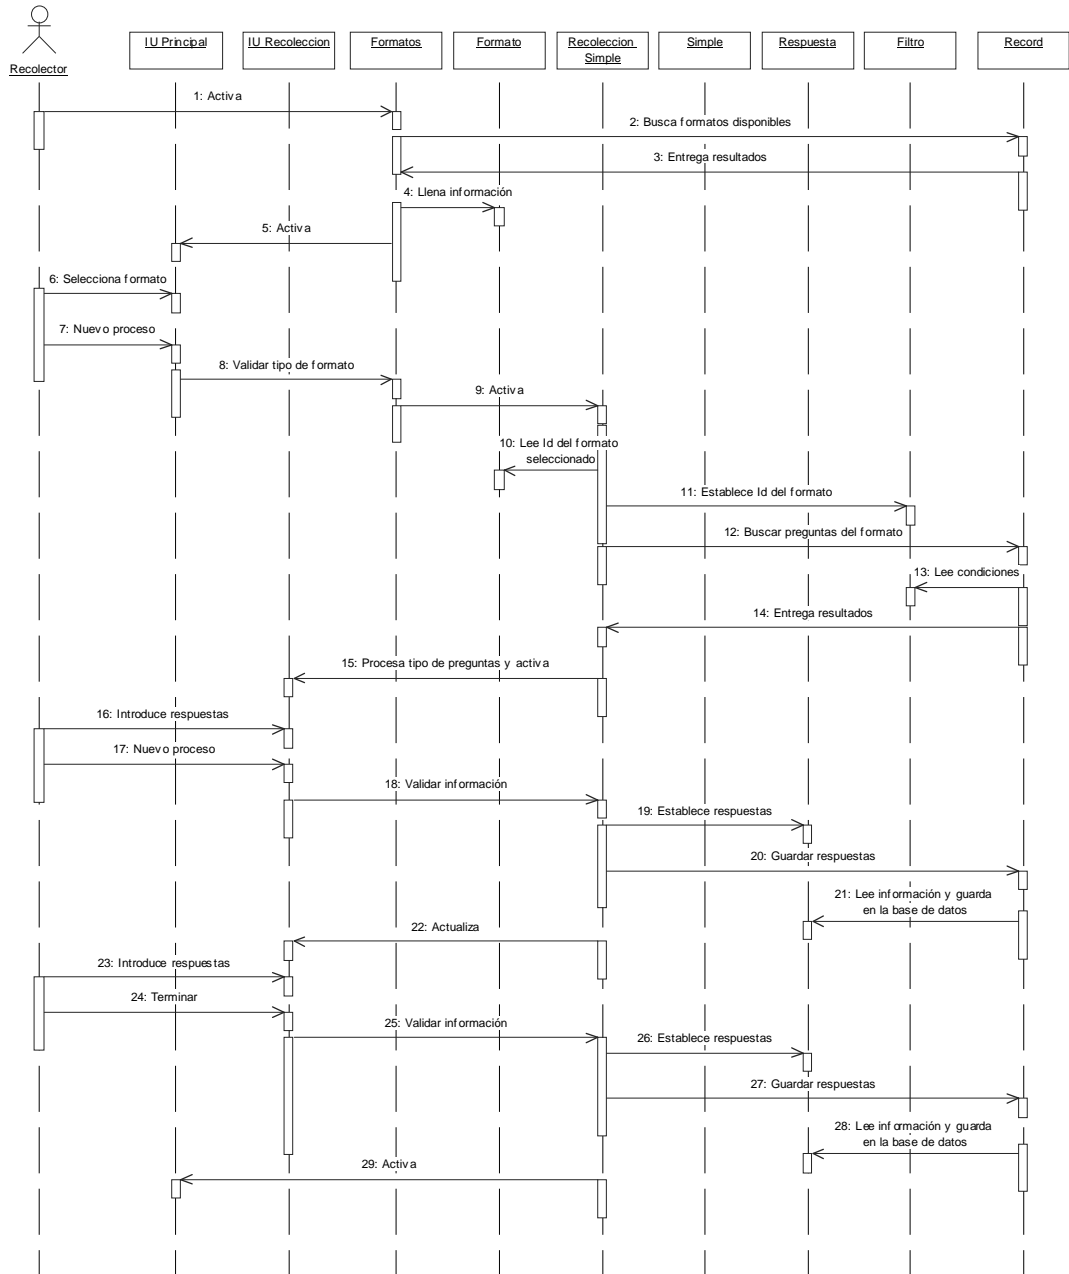 Recolector
IU Principal
IU Recoleccion
Formatos
Formato
Recoleccion
Simple
Simple
Respuesta
Filtro
Record
1: Activa
2: Busca formatos disponibles
3: Entrega resultados
4: Llena información
5: Activa
6: Selecciona formato
7: Nuevo proceso
8: Validar tipo de formato
9: Activa
10: Lee Id del formato
seleccionado
11: Establece Id del formato
12: Buscar preguntas del formato
13: Lee condiciones
14: Entrega resultados
15: Procesa tipo de preguntas y activa
16: Introduce respuestas
17: Nuevo proceso
18: Validar información
19: Establece respuestas
20: Guardar respuestas
21: Lee información y guarda
en la base de datos
22: Actualiza
23: Introduce respuestas
24: Terminar
25: Validar información
26: Establece respuestas
27: Guardar respuestas
28: Lee información y guarda
en la base de datos
29: Activa